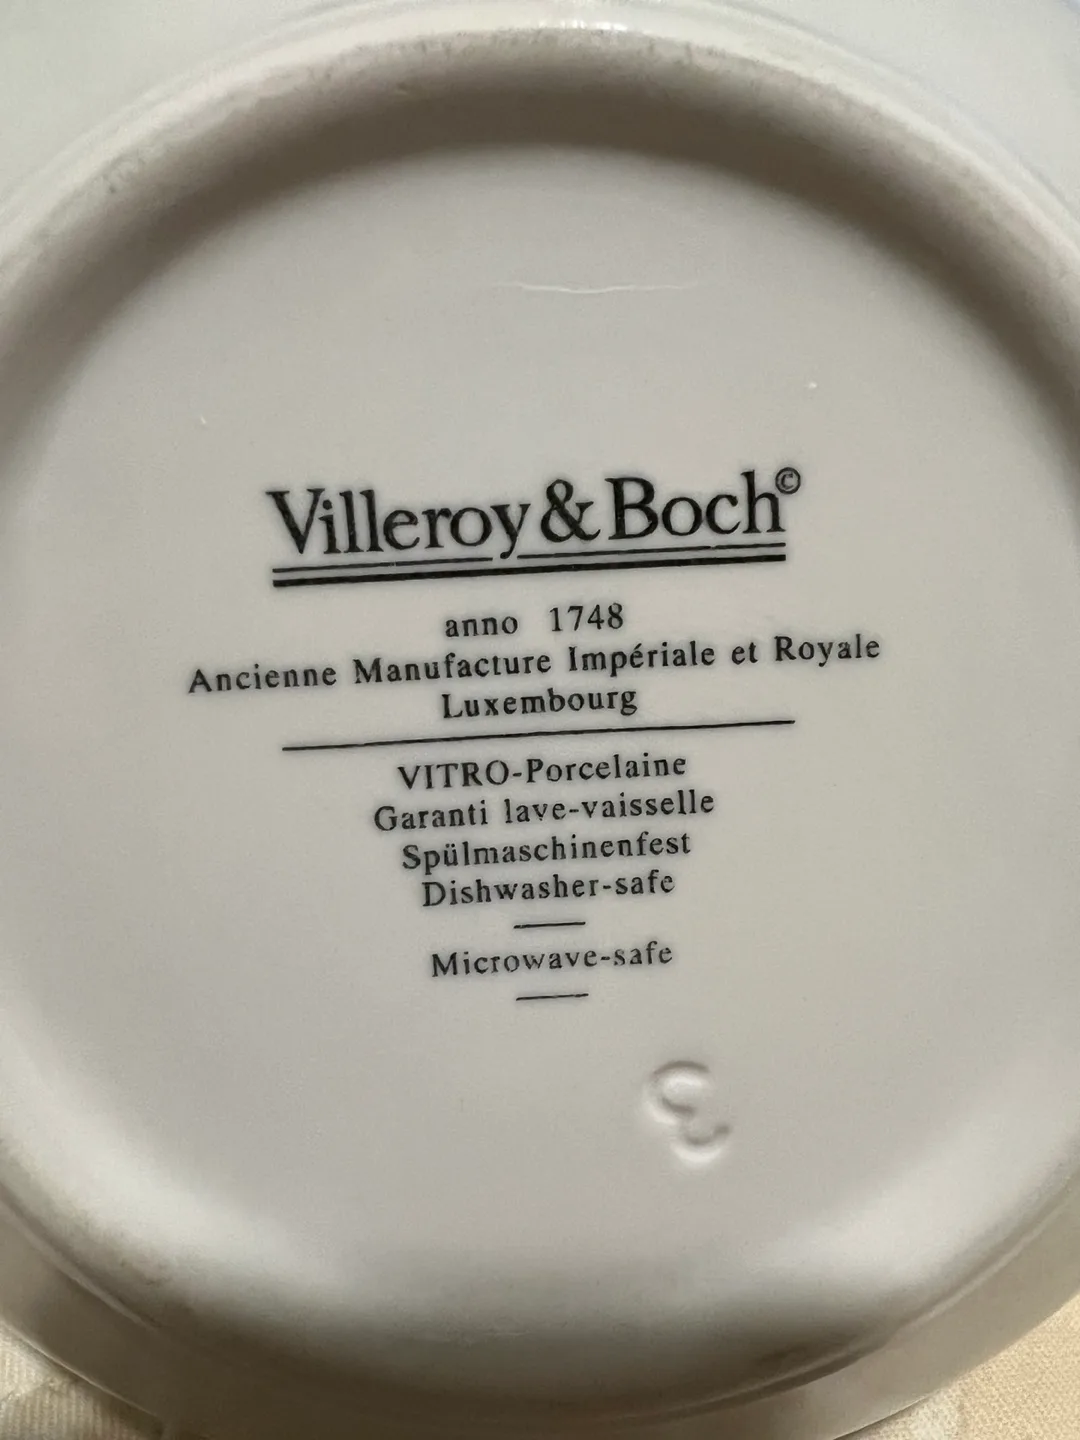 Villeroy & Boch©
anno 1748
Ancienne Manufacture Impériale et Royale
Luxembourg
VITRO-Porcelaine
Garanti lave-vaisselle
Spülmaschinenfest
Dishwasher-safe
Microwave-safe